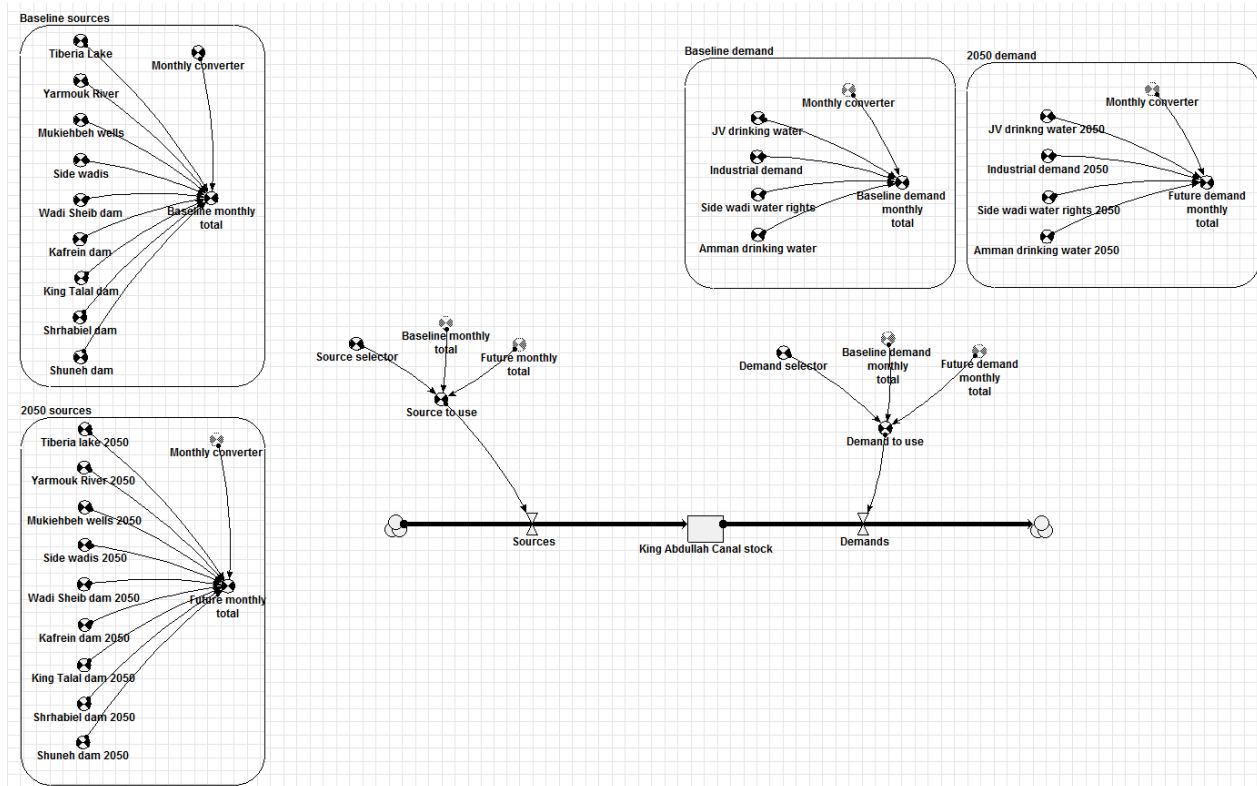 Baseline sources
Tiberia Lake
Monthly converter
Yarmouk River
Mukiehbeh wells
Side wadis
Wadi Sheib dam
Baseline monthly
total
Kafrein dam
King Talal dam
Shrhabiel dam
Shuneh dam
Baseline demand
Monthly converter
JV drinking water
Industrial demand
Side wadi water rights
Baseline demand
monthly
total
Amman drinking water
2050 demand
Monthly converter
JV drinkng water 2050
Industrial demand 2050
Side wadi water rights 2050
Future demand
monthly
total
Amman drinking water 2050
Source selector
Baseline monthly
total
Future monthly
total
Source to use
Demand selector
Baseline demand
monthly
total
Future demand
monthly
total
Demand to use
2050 sources
Tiberia lake 2050
Monthly converter
Yarmouk River 2050
Mukiehbeh wells 2050
Side wadis 2050
Wadi Sheib dam 2050
Future monthly
total
Kafrein dam 2050
King Talal dam 2050
Shrhabiel dam 2050
Shuneh dam 2050
Sources
King Abdullah Canal stock
Demands